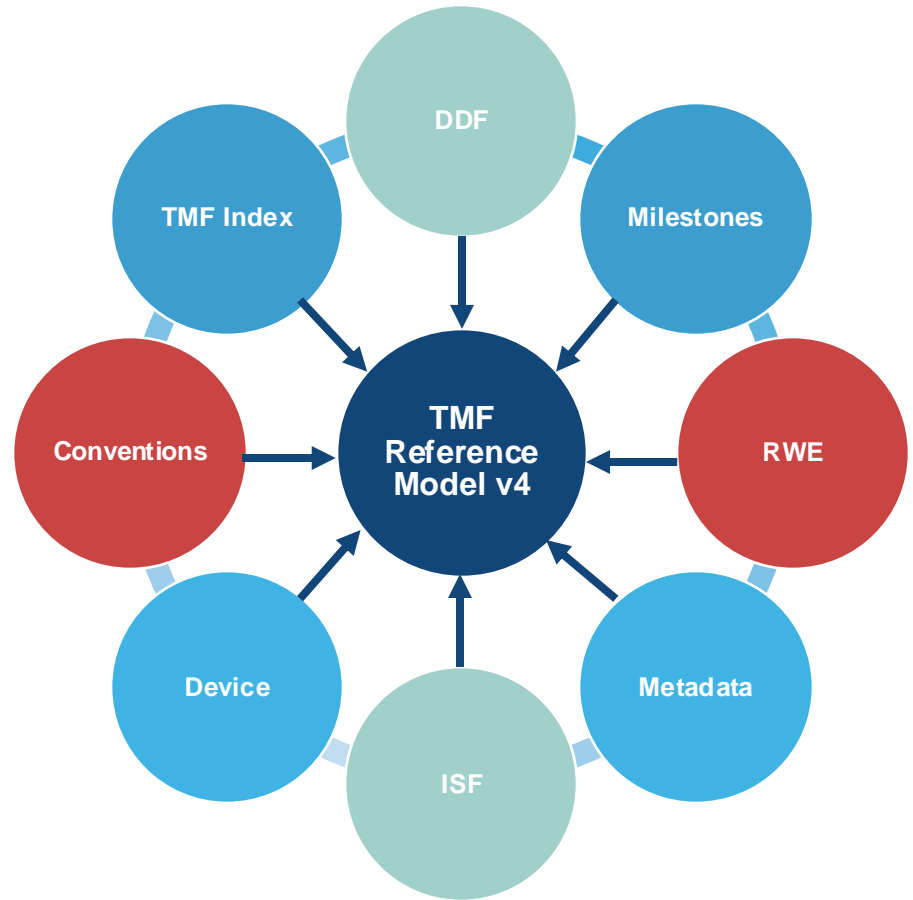 DDF
TMF Index
Milestones
TMF
Reference
Model v4
Conventions
RWE
Device
Metadata
ISF